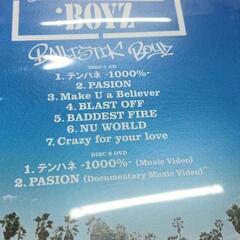 :BOYZ
BALLISTIK BOYZ
DISC-1 CD
1. テンハネ -1000%-
2. PASION
3. Make U a Believer
4. BLAST OFF
5. BADDEST FIRE
6. NU WORLD
7. Crazy for your love
DISC-2 DVD
1. テンハネ -1000%- (Music Video)
2. PASION (Documentary Music Video)